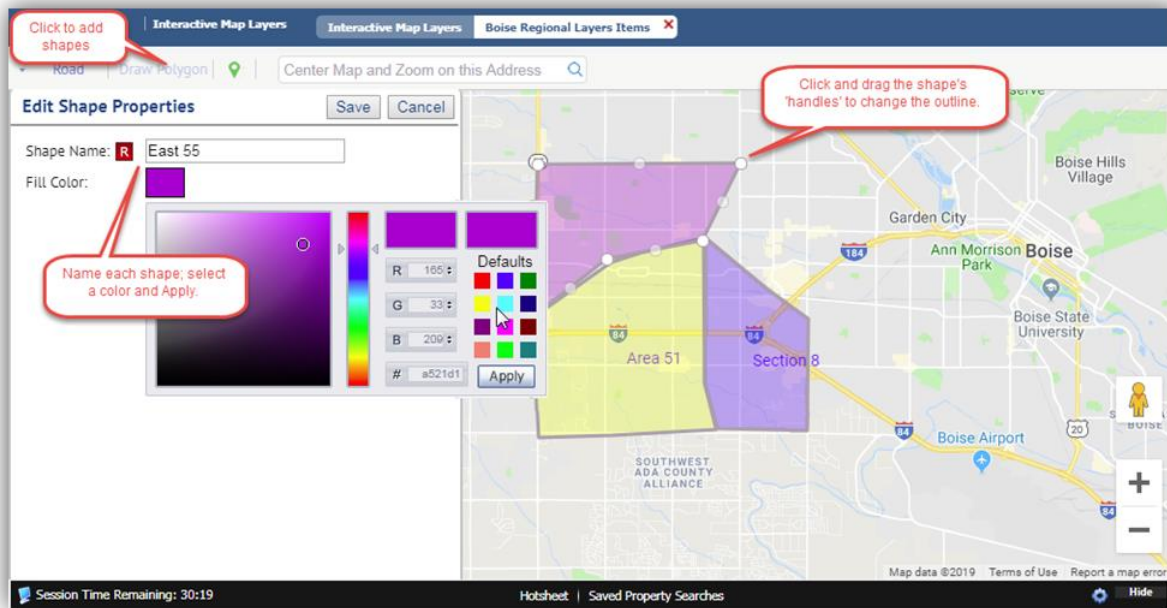 Click to add
shapes
Interactive Map Layers
Interactive Map Layers
Boise Regional Layers Items
Road
Draw Polygon
Center Map and Zoom on this Address
Edit Shape Properties
Save
Cancel
Click and drag the shape's
'handles' to change the outline.
Shape Name: R East 55
Fill Color:
Name each shape; select
a color and Apply.
Defaults
R 165
G 33
B 209
# a521d1
Apply
Boise Hills
Village
Garden City
184
Ann Morrison
Park
Boise
Boise State
University
84
84
Area 51
Section 8
84
20
Boise Airport
84
SOUTHWEST
ADA COUNTY
ALLIANCE
BOISE
Map data ©2019 Terms of Use Report a map error
Session Time Remaining: 30:19
Hotsheet | Saved Property Searches
Hide